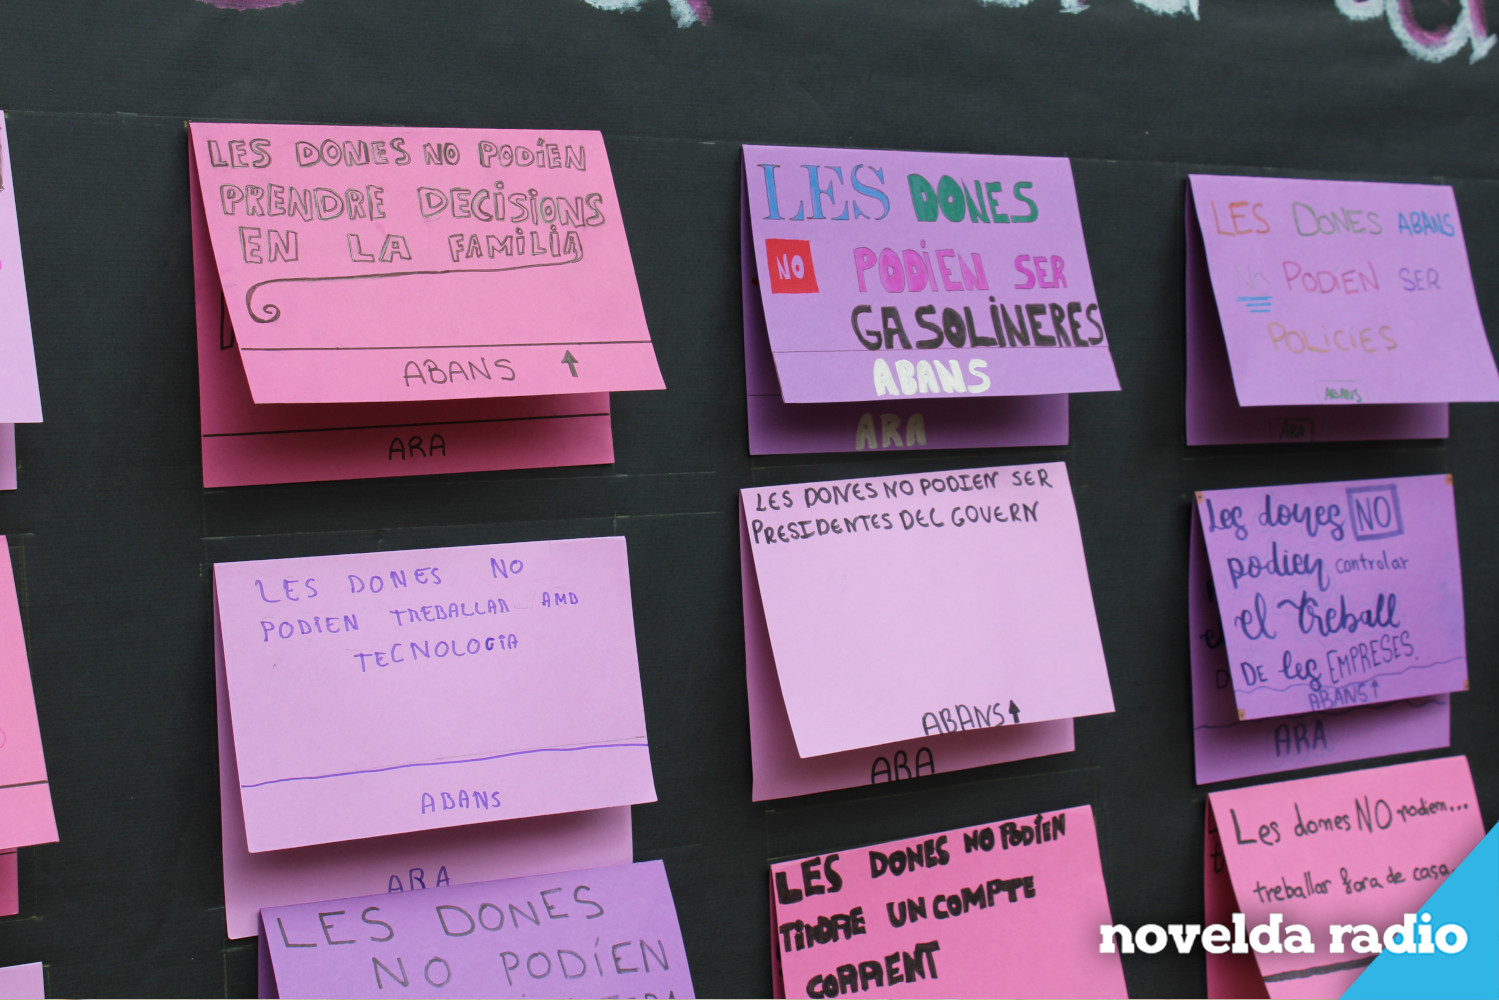 LES DONES NO PODÍEN
PRENDRE DECISIONS
EN LA FAMILIA
ABANS
ARA
LES DONES
NO PODÍEN SER
GASOLINERES
ABANS
ARA
LES DONES ABANS
NO PODIEN SER
POLICIES
ABANS
ARA
LES DONES NO
PODIEN TREBALLAR AMB
TECNOLOGIA
ABANS
ARA
LES DONES NO PODIEN SER
PRESIDENTES DEL GOVERN
ABANS
ARA
Les dones NO
podien controlar
el treball
DE les EMPRESES.
ABANS
ARA
LES DONES
NO PODÍEN
LES DONES NO PODÍEN
TINDRE UN COMPTE
CORRENT
Les dones NO podien...
treballar fora de casa.
novelda radio